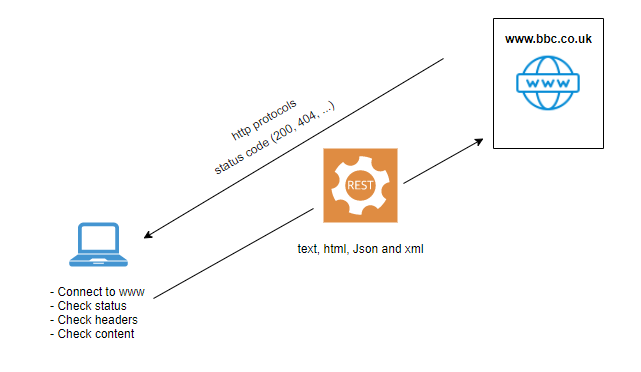 www.bbc.co.uk
WWW
http protocols
status code (200, 404, ...)
REST
text, html, Json and xml
- Connect to www
- Check status
- Check headers
- Check content